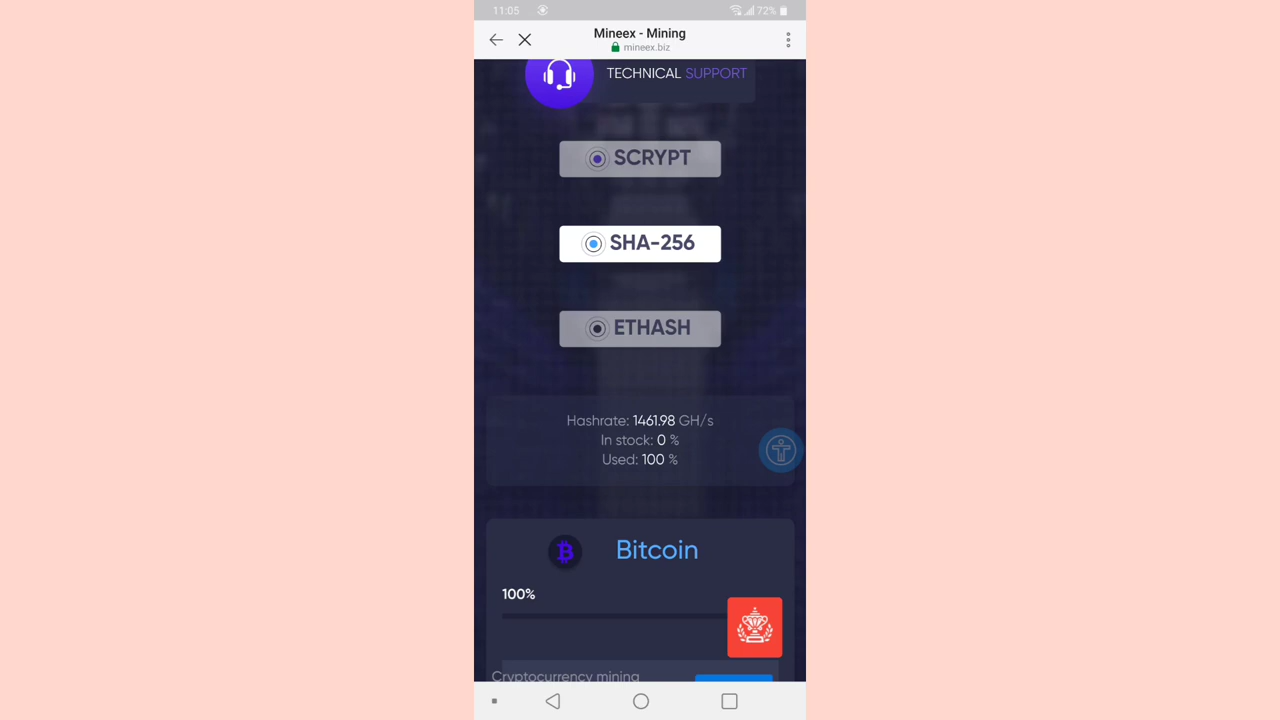 11:05
72%
Mineex - Mining
mineex.biz
TECHNICAL SUPPORT
SCRYPT
SHA-256
ETHASH
Hashrate: 1461.98 GH/s
In stock: 0 %
Used: 100 %
Bitcoin
100%
Cryptocurrency mining